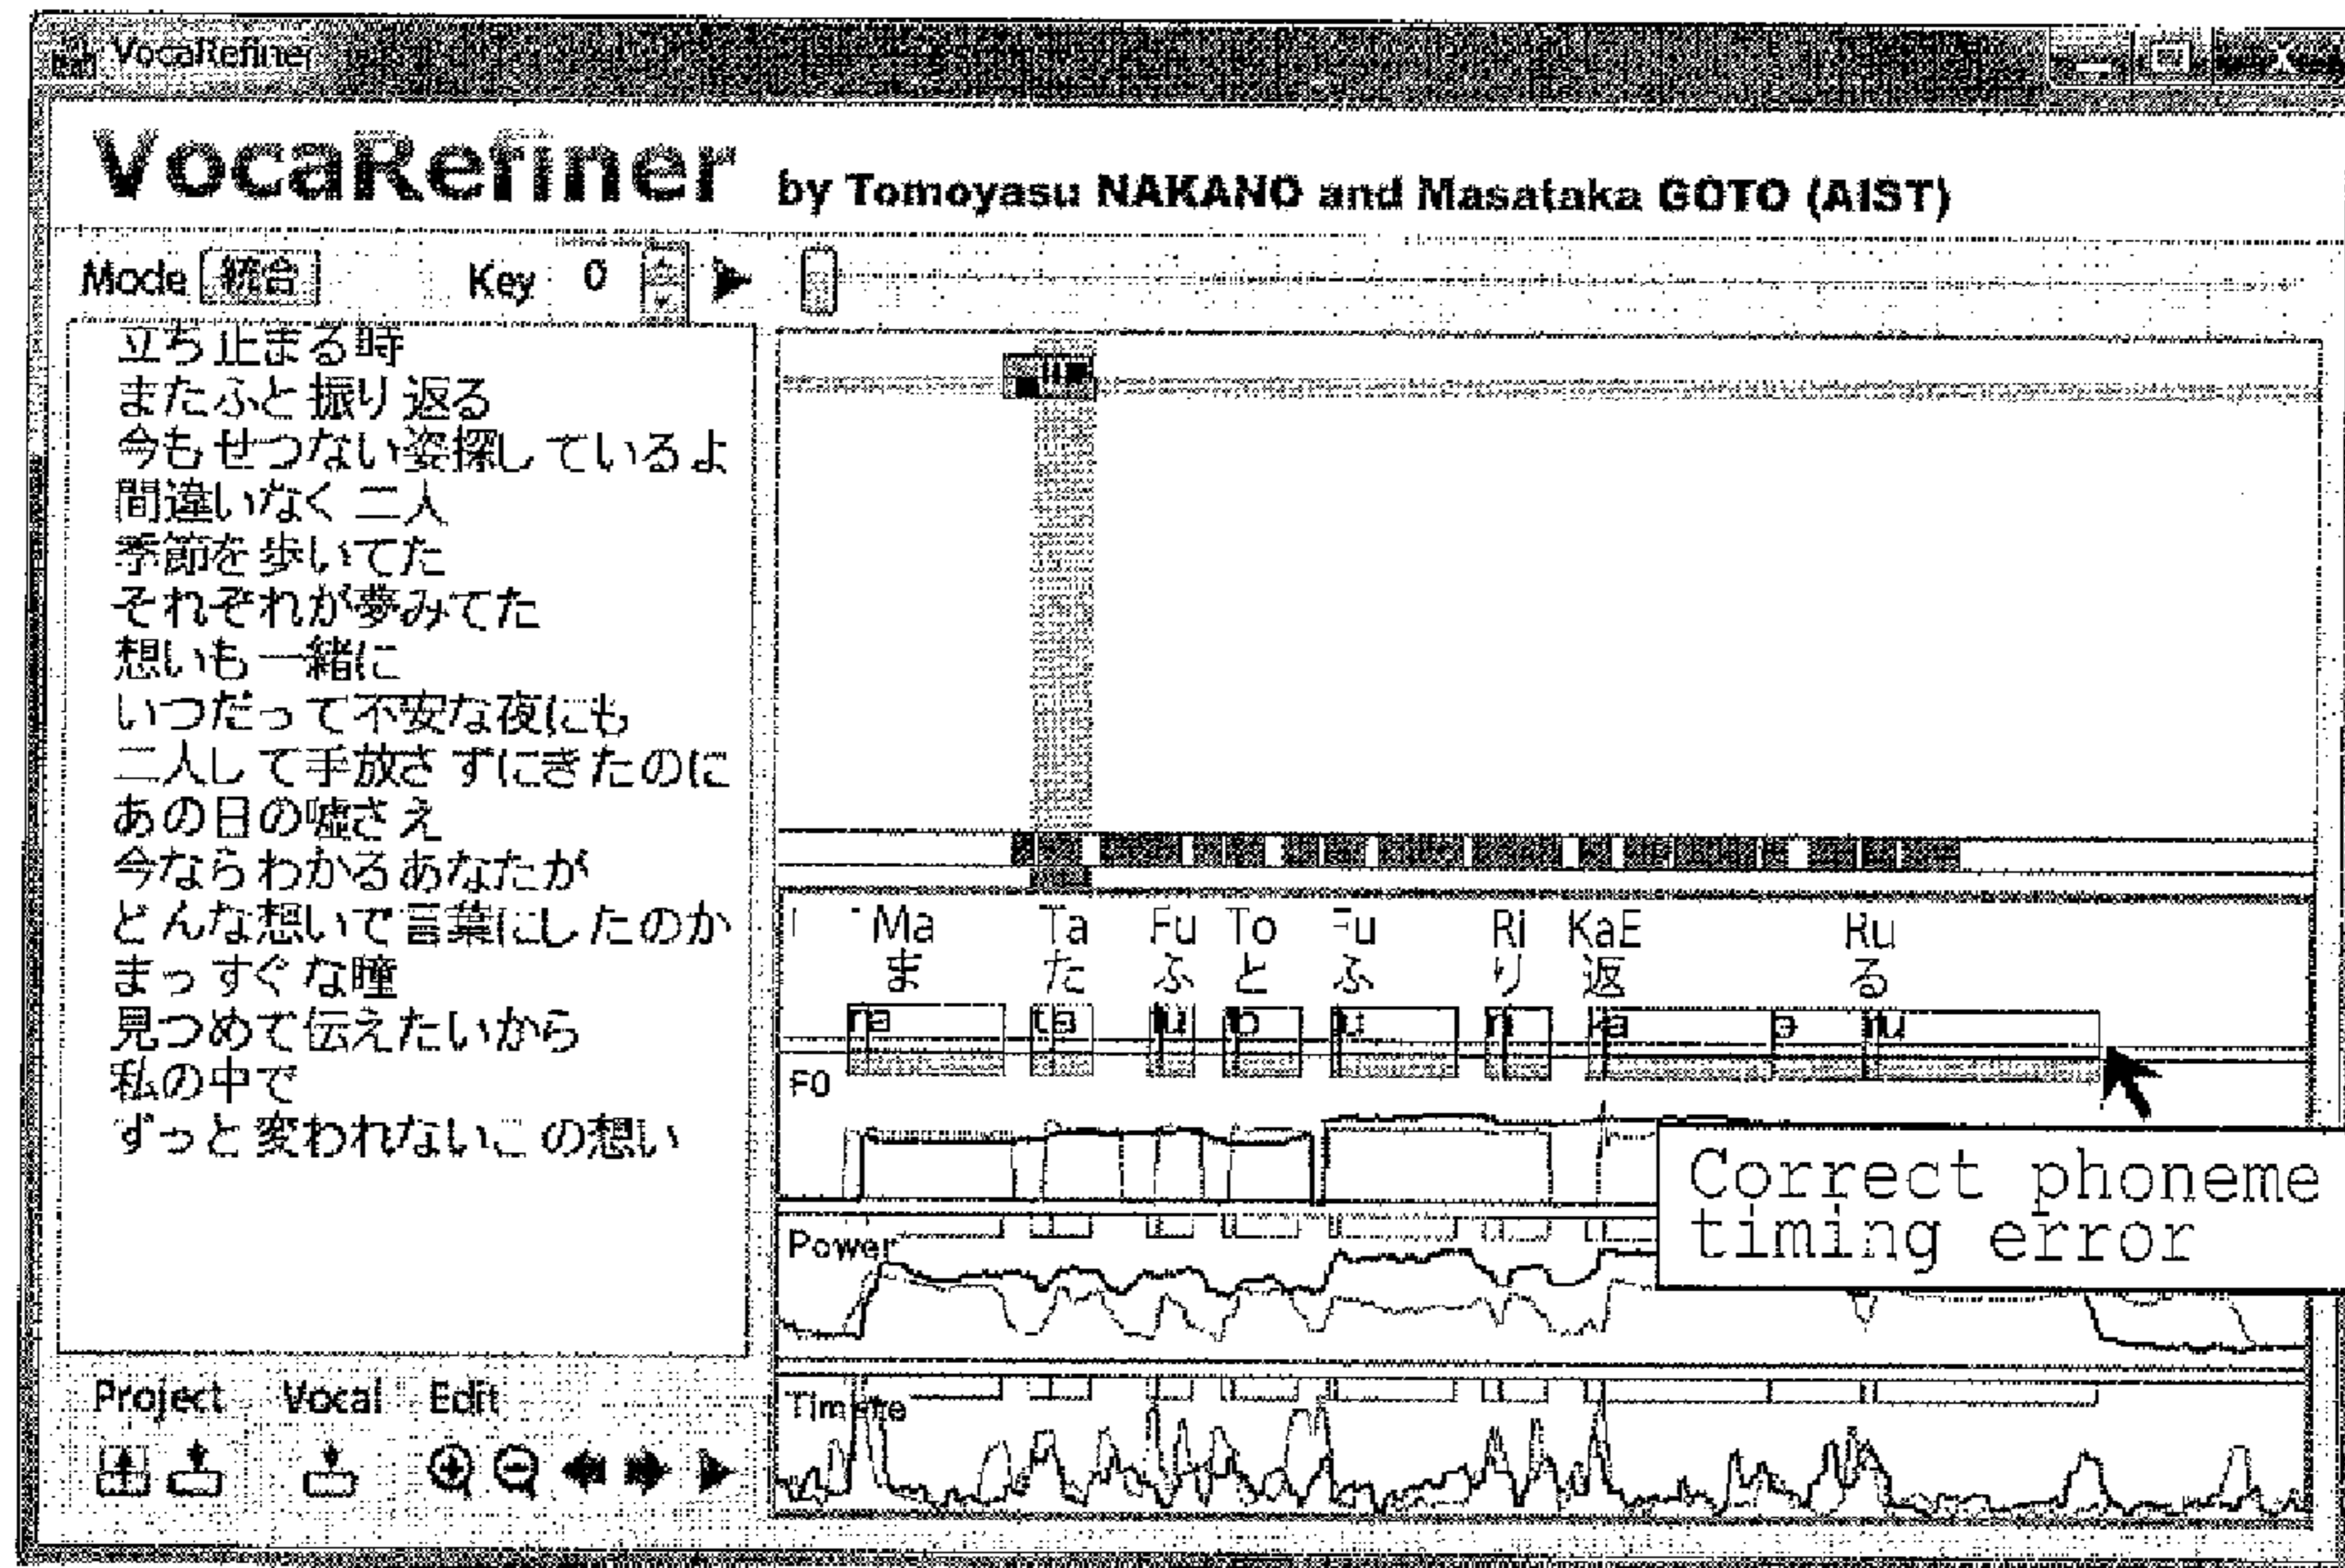 VocaRefiner
VocaRefiner by Tomoyasu NAKANO and Masataka GOTO (AIST)
Mode 統合 Key 0
立ち止まる時
またふと振り返る
今もせつない姿探しているよ
間違いなく二人
季節を歩いてた
それぞれが夢みてた
想いも一緒に
いつだって不安な夜にも
二人して手放さずにきたのに
あの日の嘘さえ
今ならわかるあなたが
どんな想いで言葉にしたのか
まっすぐな瞳
見つめて伝えたいから
私の中で
ずっと変われないこの想い
Ma Ta Fu To Fu Ri KaE Ru
ま た ふ と ふ り 返 る
ta ka ru
F0
Correct phoneme
timing error
Power
Project Vocal Edit